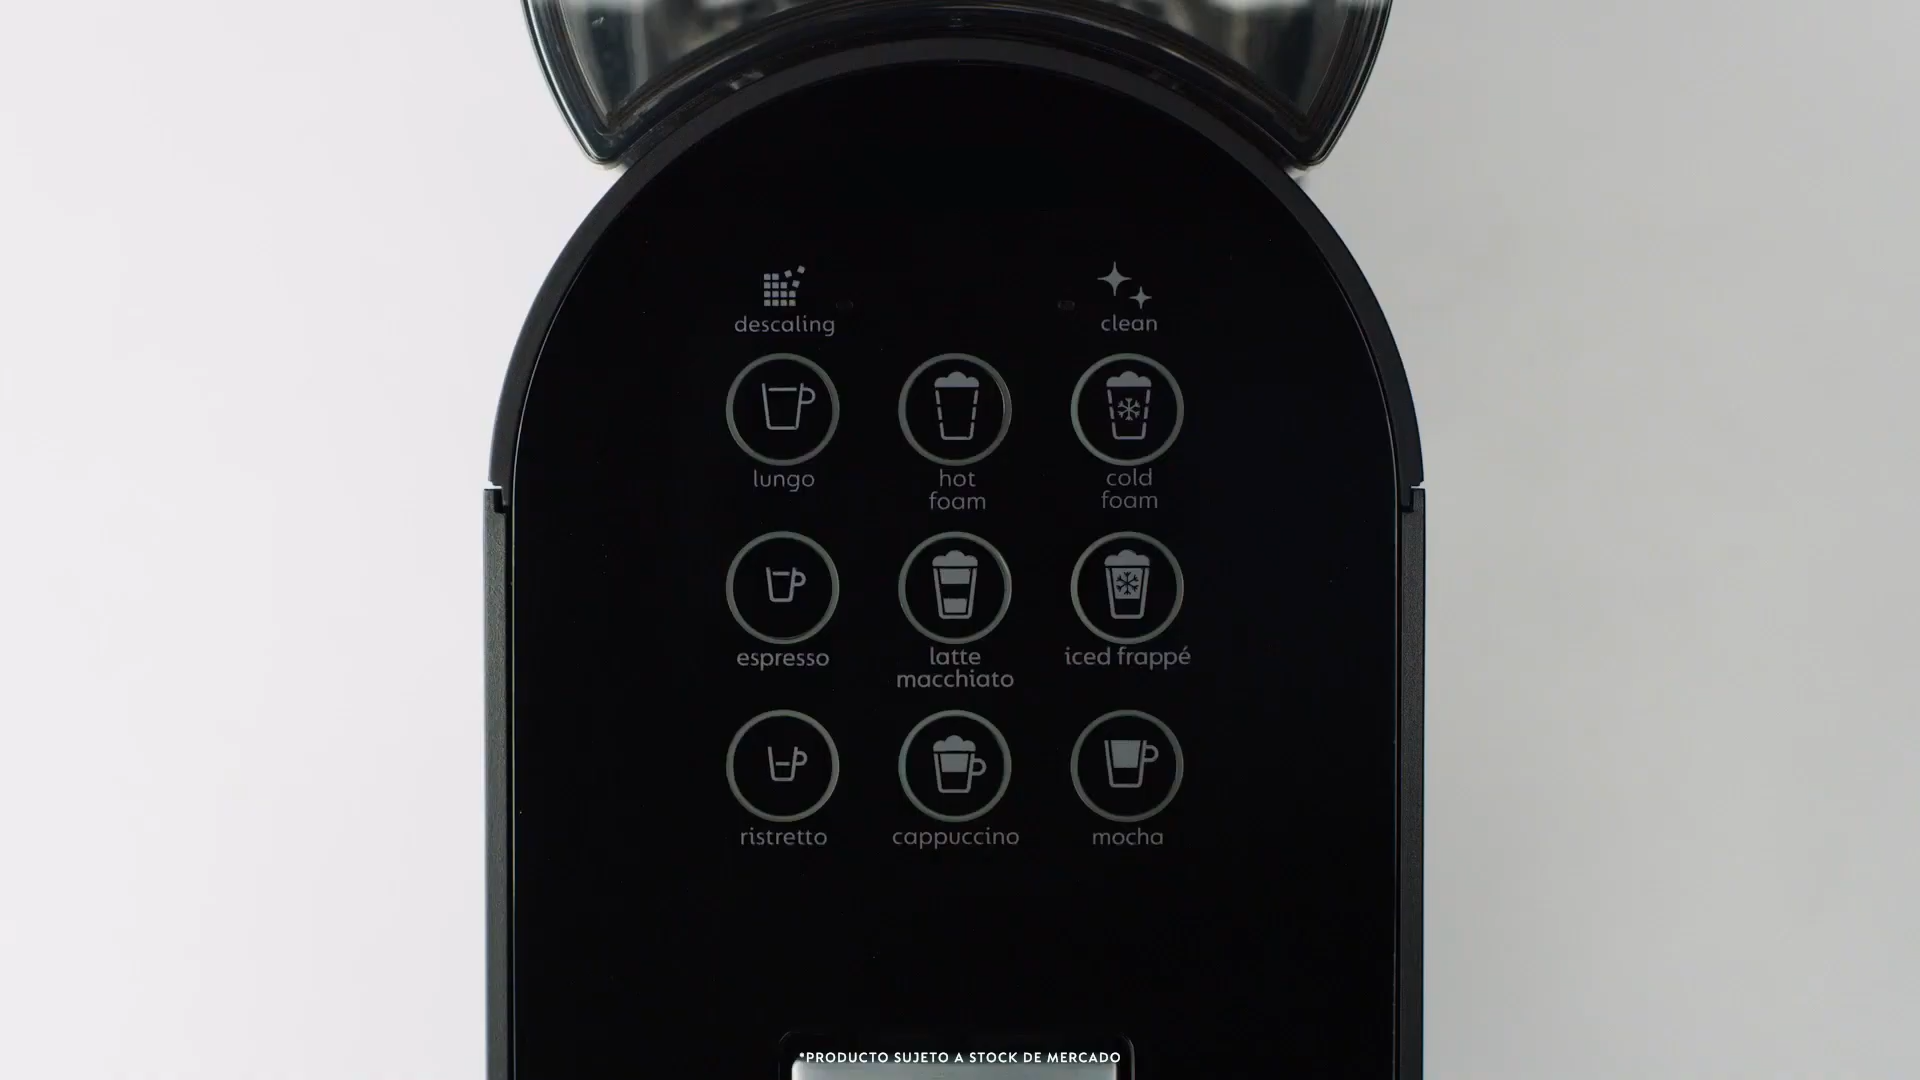 descaling
clean
lungo
hot
foam
cold
foam
espresso
latte
macchiato
iced frappé
ristretto
cappuccino
mocha
*PRODUCTO SUJETO A STOCK DE MERCADO